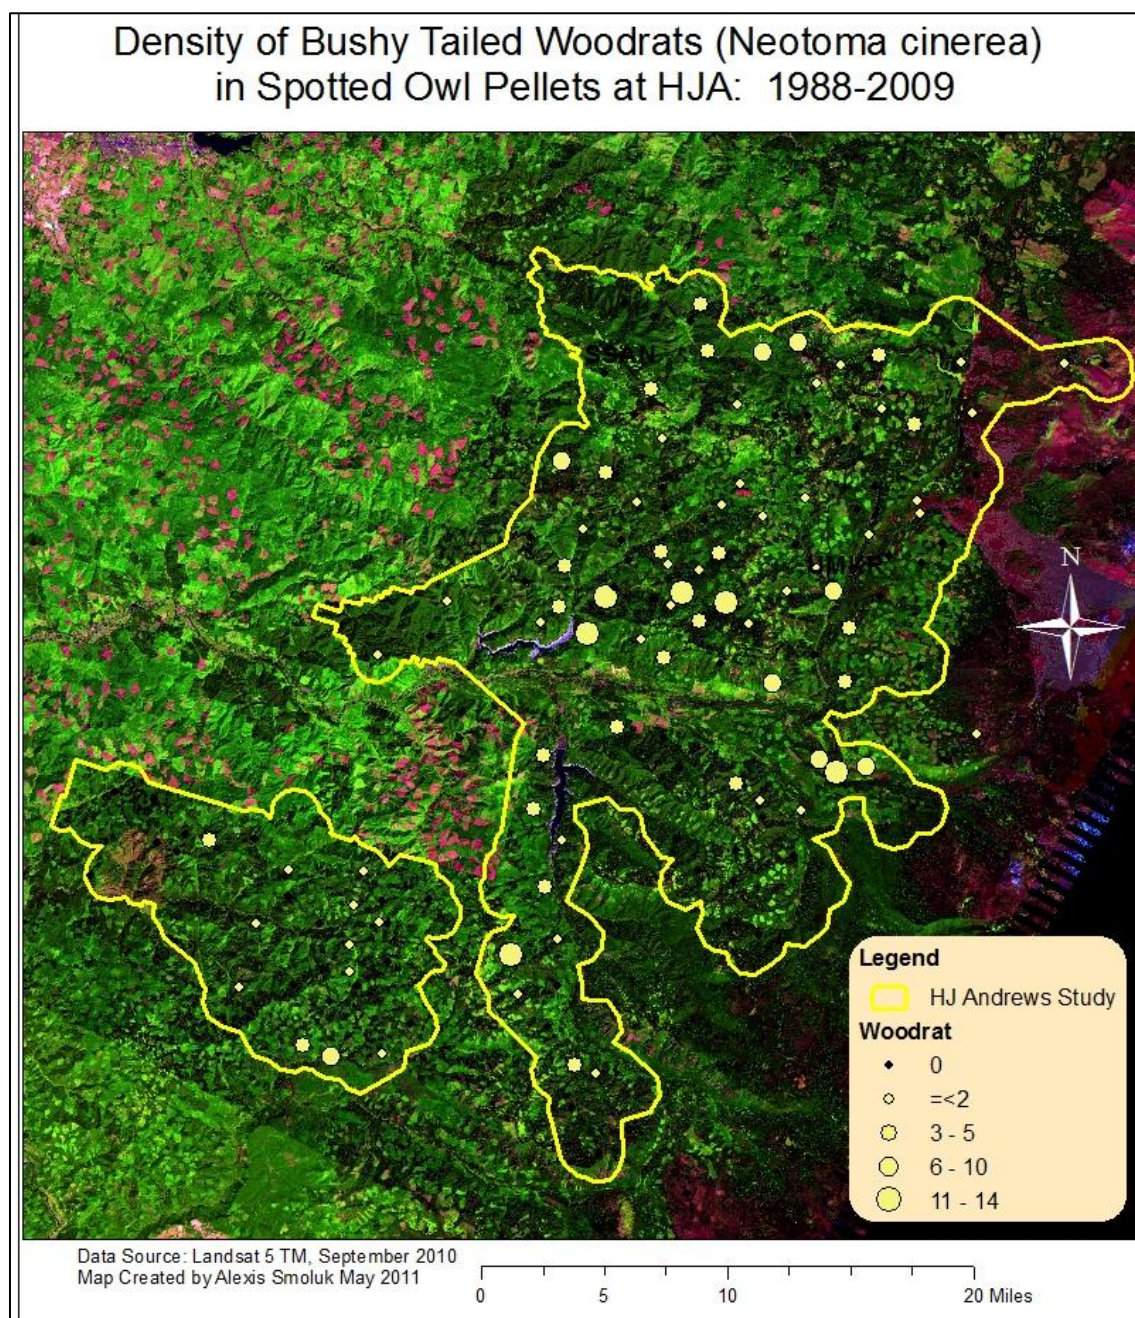 Density of Bushy Tailed Woodrats (Neotoma cinerea)
in Spotted Owl Pellets at HJA: 1988-2009
SSAN
N
Legend
HJ Andrews Study
Woodrat
0
=<2
3 - 5
6 - 10
11 - 14
Data Source: Landsat 5 TM, September 2010
Map Created by Alexis Smoluk May 2011
0 5 10 20 Miles